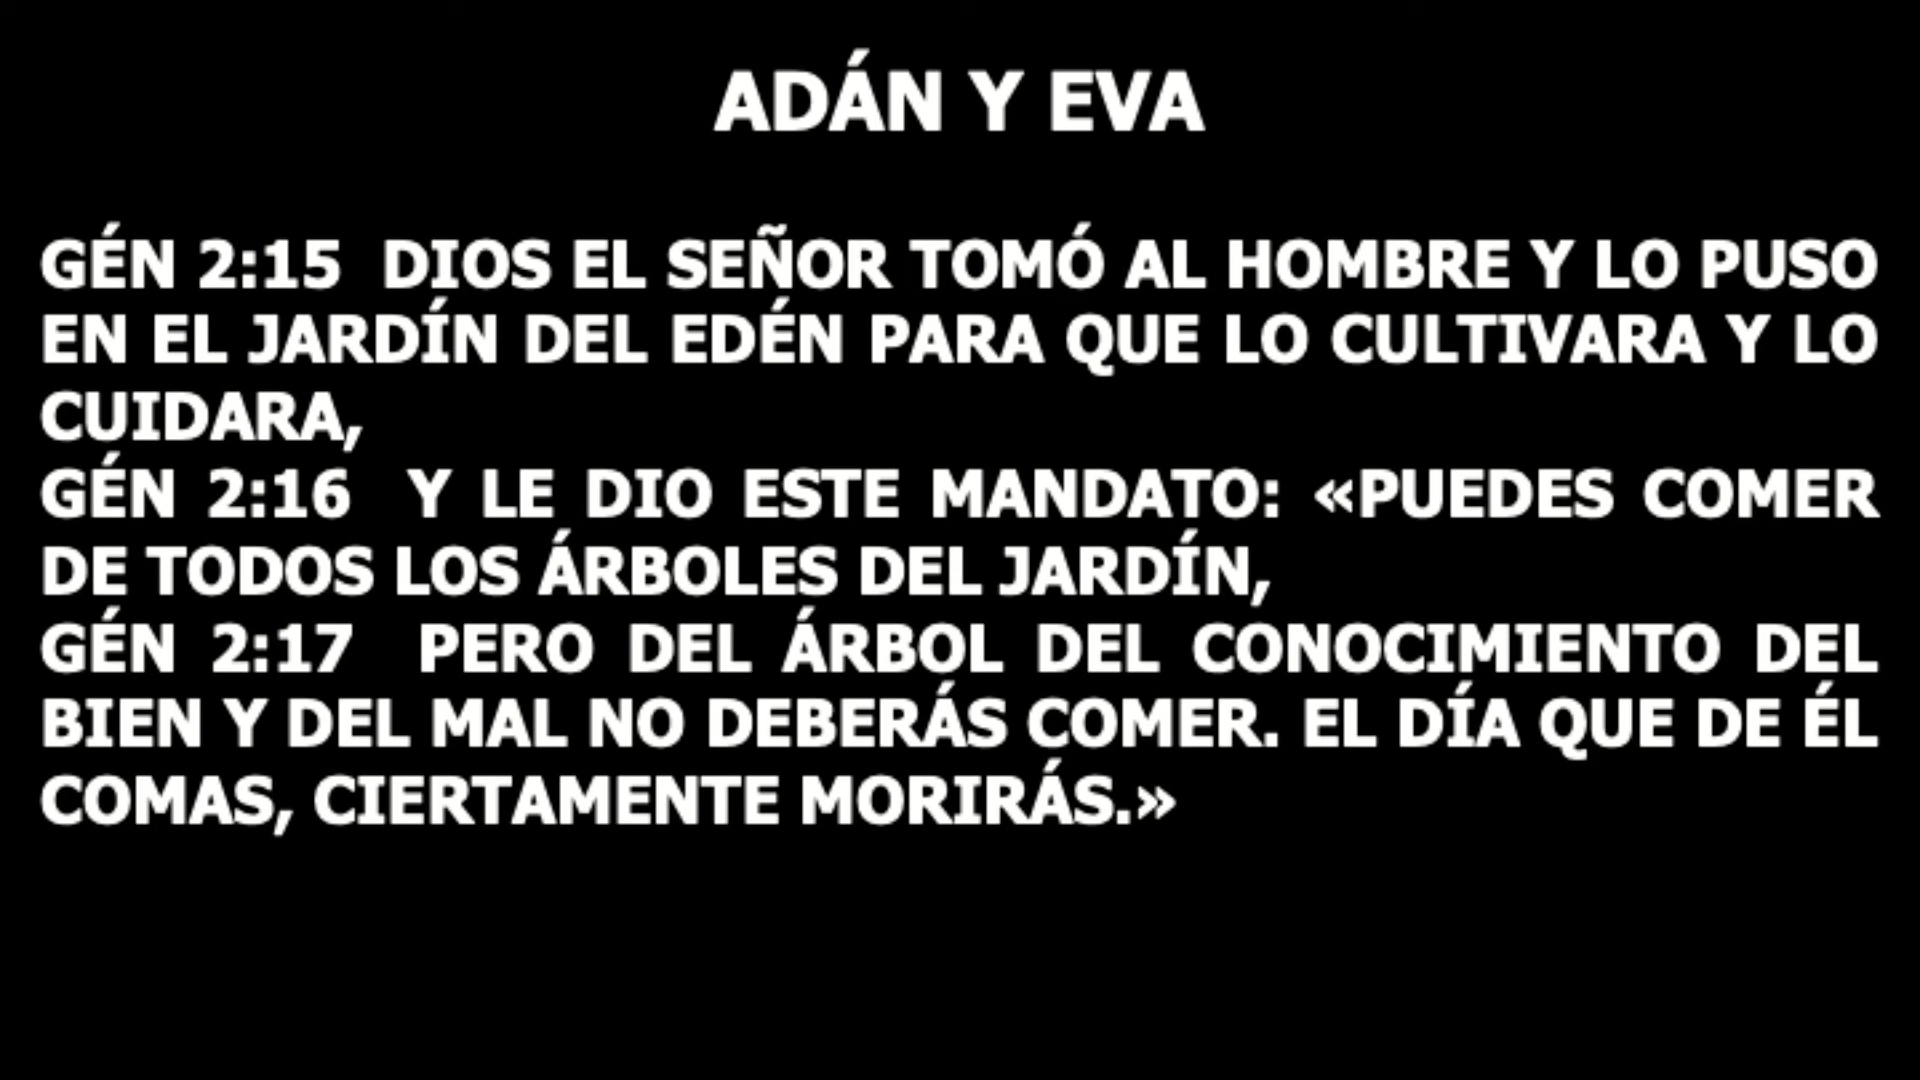 ADÁN Y EVA
GÉN 2:15 DIOS EL SEÑOR TOMÓ AL HOMBRE Y LO PUSO
EN EL JARDÍN DEL EDÉN PARA QUE LO CULTIVARA Y LO
CUIDARA,
GÉN 2:16 Y LE DIO ESTE MANDATO: «PUEDES COMER
DE TODOS LOS ÁRBOLES DEL JARDÍN,
GÉN 2:17 PERO DEL ÁRBOL DEL CONOCIMIENTO DEL
BIEN Y DEL MAL NO DEBERÁS COMER. EL DÍA QUE DE ÉL
COMAS, CIERTAMENTE MORIRÁS.»